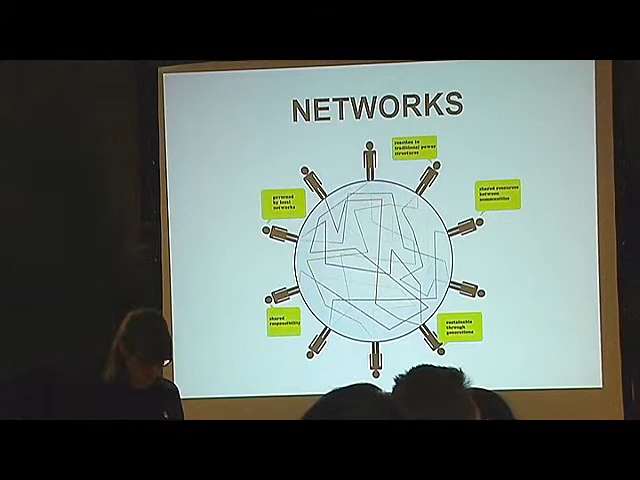 NETWORKS
reaction to
traditional power
structures
shared resources
between
communities
governed
by local
networks
shared
responsibility
sustainable
through
generations